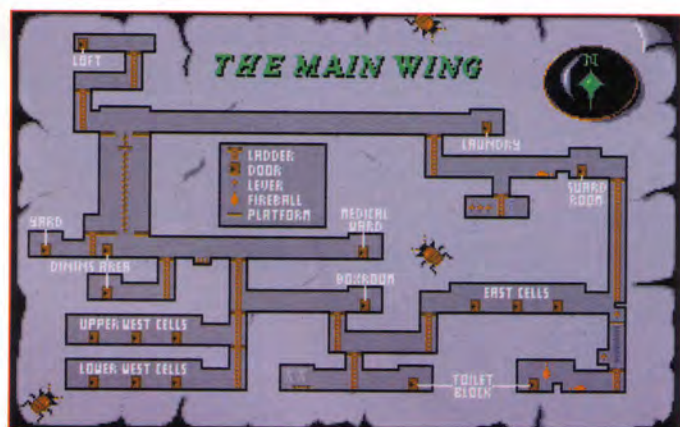 THE MAIN WING
N
LOFT
LADDER
DOOR
LEVER
FIREBALL
PLATFORM
LAUNDRY
GUARD
ROOM
YARD
MEDICAL
WARD
DINING AREA
BOXROOM
EAST CELLS
UPPER WEST CELLS
LOWER WEST CELLS
TOILET
BLOCK